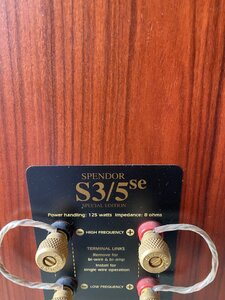 SPENDOR
S3/5se
SPECIAL EDITION
Power handling: 125 watts Impedance: 8 ohms
− HIGH FREQUENCY +
TERMINAL LINKS
Remove for
bi-wire & bi amp
Install for
single wire operation
− LOW FREQUENCY +